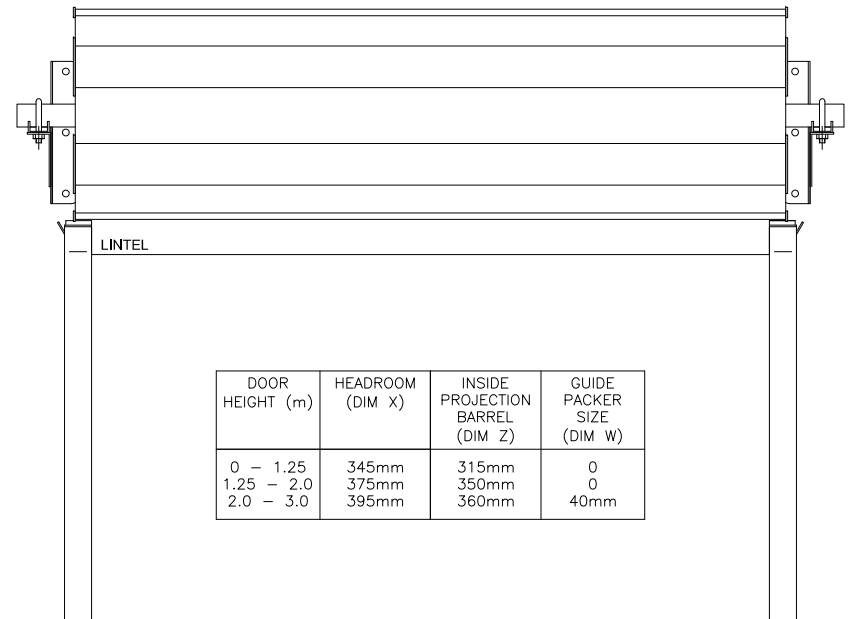 LINTEL
DOOR HEIGHT (m) HEADROOM (DIM X) INSIDE PROJECTION BARREL (DIM Z) GUIDE PACKER SIZE (DIM W)
0 – 1.25 345mm 315mm 0
1.25 – 2.0 375mm 350mm 0
2.0 – 3.0 395mm 360mm 40mm